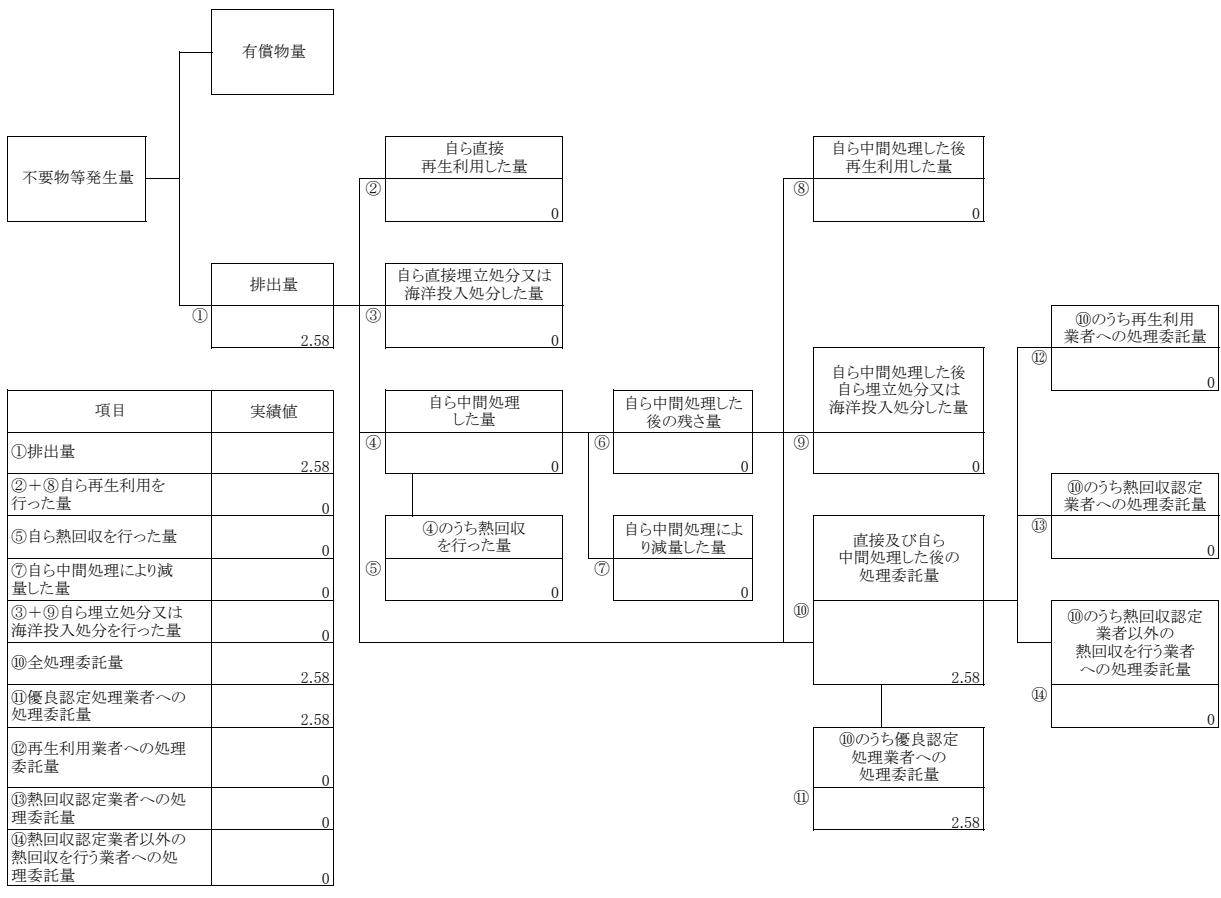 有償物量
不要物等発生量
自ら直接
再生利用した量
②
0
自ら中間処理した後
再生利用した量
⑧
0
排出量
①
2.58
自ら直接埋立処分又は
海洋投入処分した量
③
0
⑩のうち再生利用
業者への処理委託量
⑫
0
自ら中間処理
した量
④
0
自ら中間処理した
後の残さ量
⑥
0
自ら中間処理した後
自ら埋立処分又は
海洋投入処分した量
⑨
0
⑩のうち熱回収認定
業者への処理委託量
⑬
0
④のうち熱回収
を行った量
⑤
0
自ら中間処理によ
り減量した量
⑦
0
直接及び自ら
中間処理した後の
処理委託量
⑩
2.58
⑩のうち熱回収認定
業者以外の
熱回収を行う業者
への処理委託量
⑭
0
⑩のうち優良認定
処理業者への
処理委託量
⑪
2.58
項目 実績値
①排出量
2.58
②＋⑧自ら再生利用を
行った量
0
⑤自ら熱回収を行った量
0
⑦自ら中間処理により減
量した量
0
③＋⑨自ら埋立処分又は
海洋投入処分を行った量
0
⑩全処理委託量
2.58
⑪優良認定処理業者への
処理委託量
2.58
⑫再生利用業者への処理
委託量
0
⑬熱回収認定業者への処
理委託量
0
⑭熱回収認定業者以外の
熱回収を行う業者への処
理委託量
0